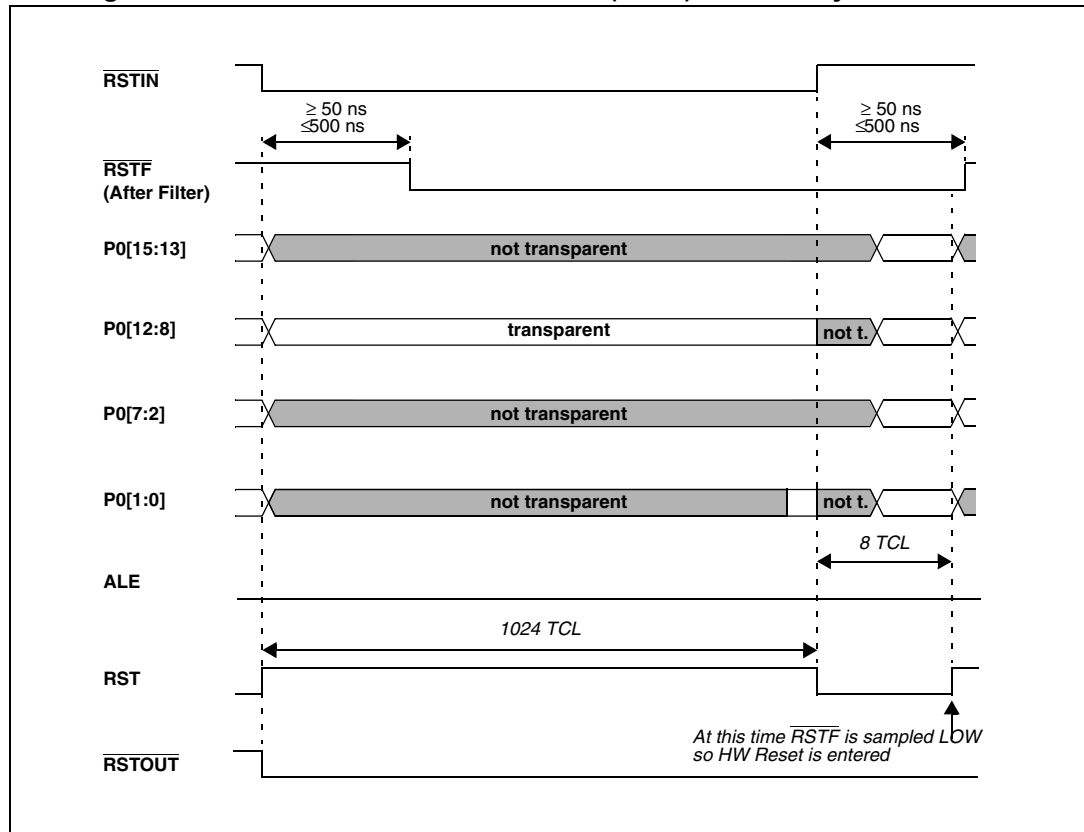 RSTIN
≥ 50 ns
≤500 ns
≥ 50 ns
≤500 ns
RSTF
(After Filter)
P0[15:13]
not transparent
P0[12:8]
transparent
not t.
P0[7:2]
not transparent
P0[1:0]
not transparent
not t.
8 TCL
ALE
1024 TCL
RST
At this time RSTF is sampled LOW
so HW Reset is entered
RSTOUT